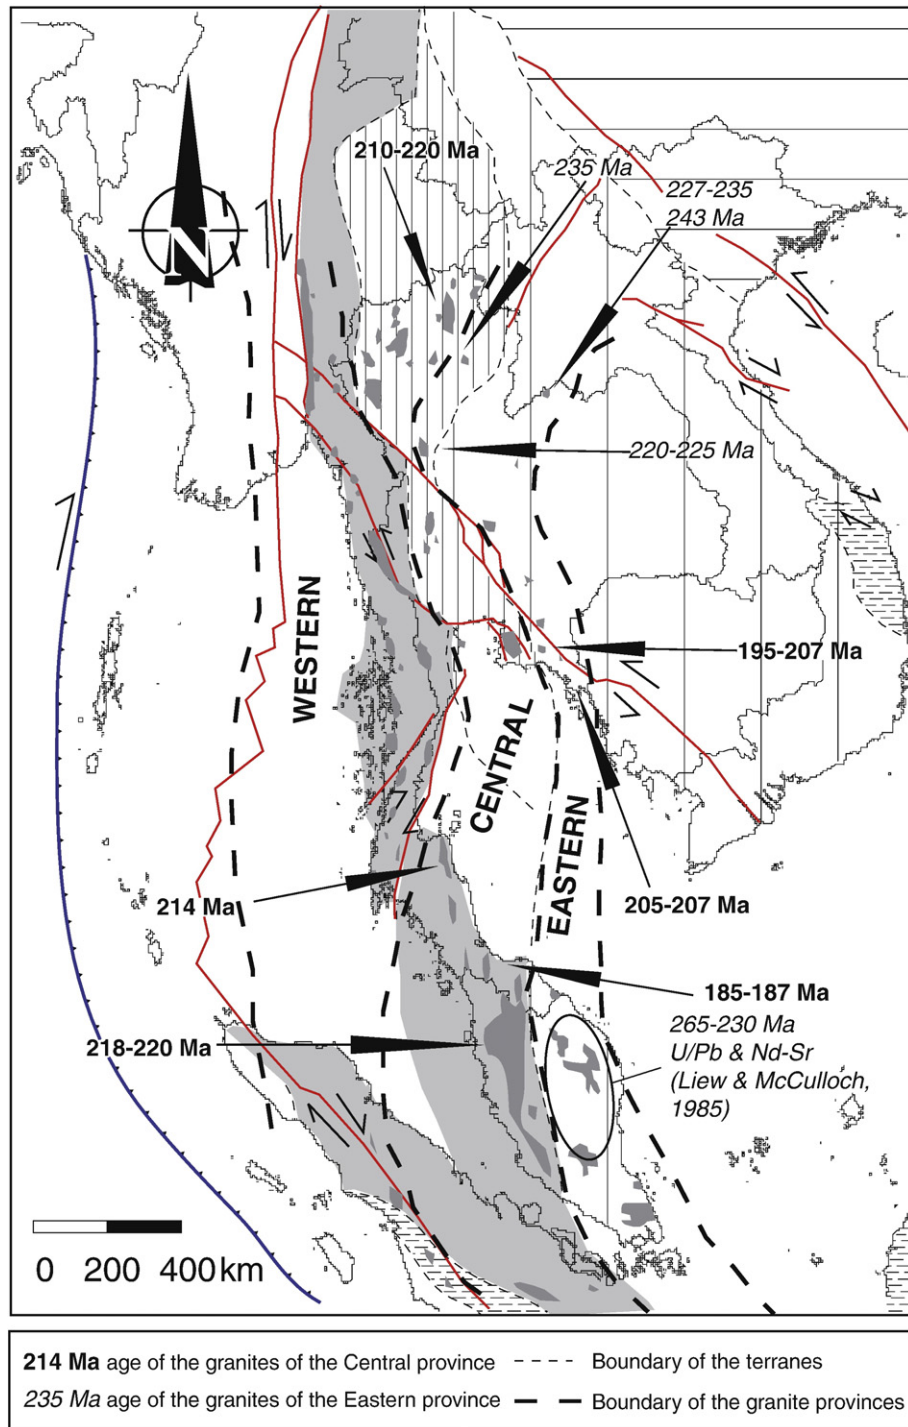 210-220 Ma
235 Ma
227-235
243 Ma
N
220-225 Ma
WESTERN
195-207 Ma
CENTRAL
EASTERN
214 Ma
205-207 Ma
185-187 Ma
265-230 Ma
U/Pb & Nd-Sr
(Liew & McCulloch,
1985)
218-220 Ma
0 200 400km
214 Ma age of the granites of the Central province
Boundary of the terranes
235 Ma age of the granites of the Eastern province
Boundary of the granite provinces